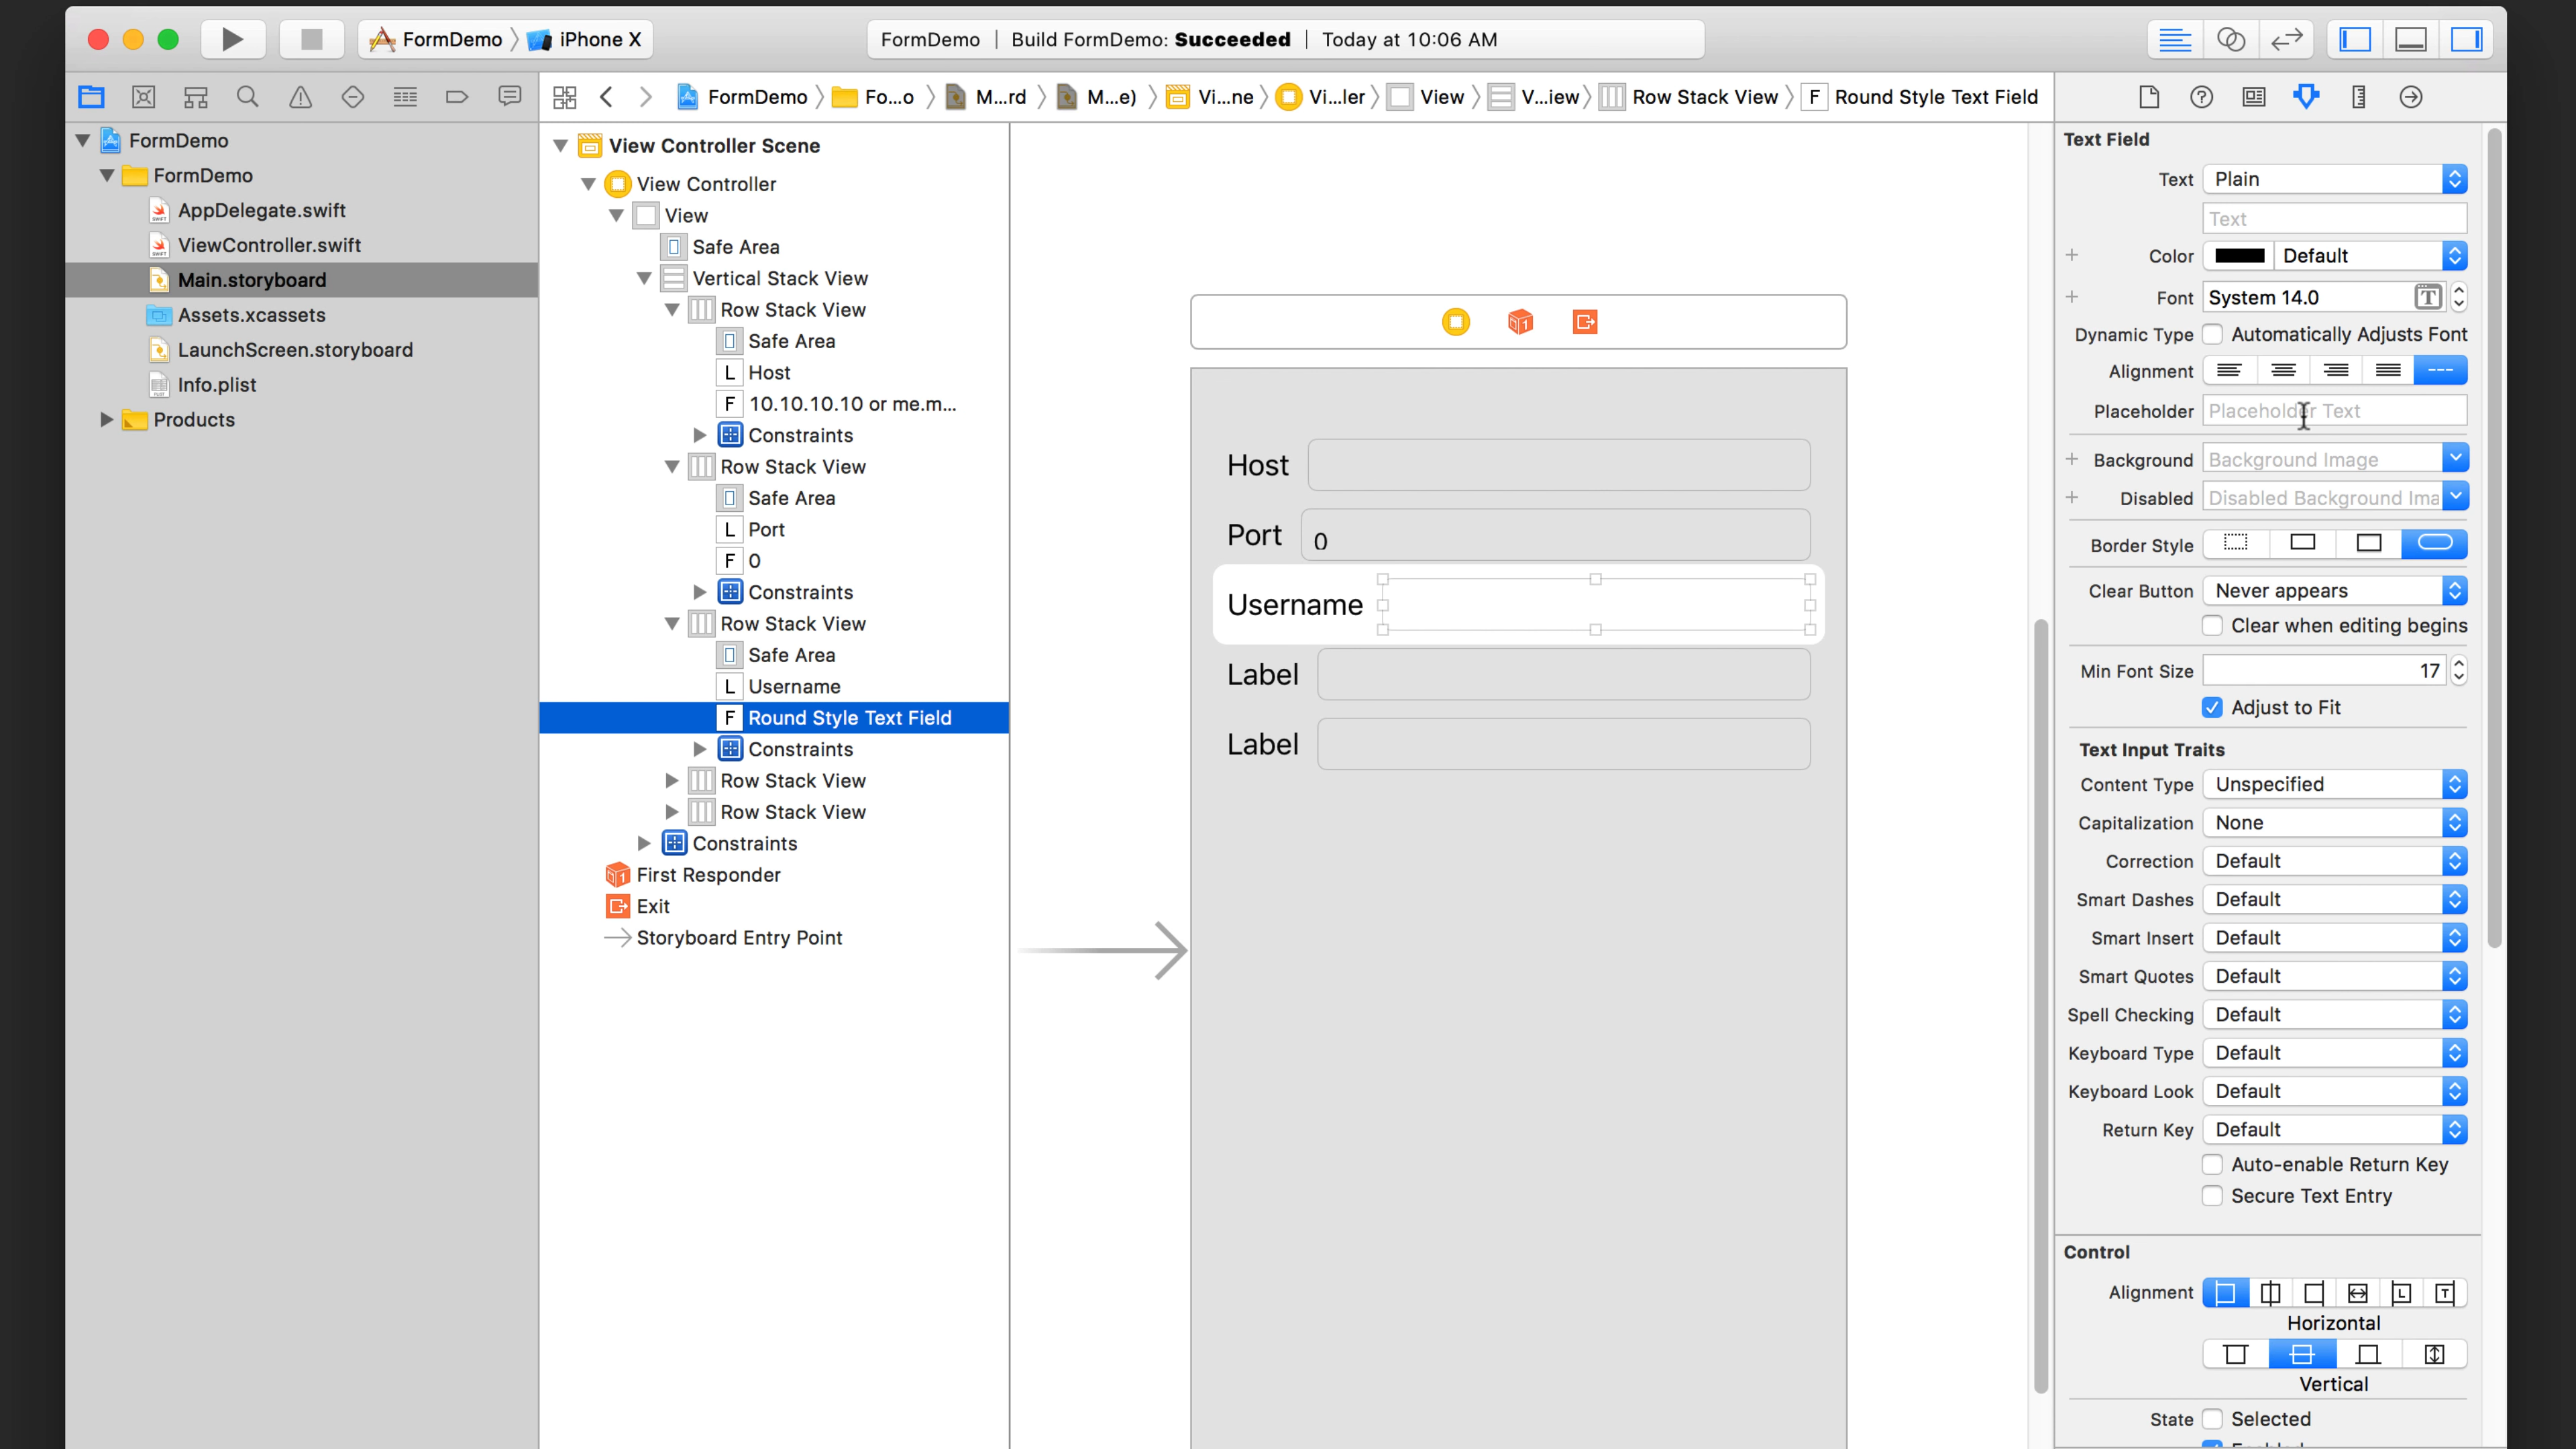 FormDemo iPhone X
FormDemo | Build FormDemo: Succeeded | Today at 10:06 AM
FormDemo Fo...o M...rd M...e) Vi...ne Vi...ler View V...iew Row Stack View F Round Style Text Field
FormDemo
FormDemo
AppDelegate.swift
ViewController.swift
Main.storyboard
Assets.xcassets
LaunchScreen.storyboard
Info.plist
Products
View Controller Scene
View Controller
View
Safe Area
Vertical Stack View
Row Stack View
Safe Area
L Host
F 10.10.10.10 or me.m...
Constraints
Row Stack View
Safe Area
L Port
F 0
Constraints
Row Stack View
Safe Area
L Username
F Round Style Text Field
Constraints
Row Stack View
Row Stack View
Constraints
First Responder
Exit
Storyboard Entry Point
Host
Port 0
Username
Label
Label
Text Field
Text Plain
Text
Color Default
Font System 14.0 T
Dynamic Type Automatically Adjusts Font
Alignment
Placeholder Placeholder Text
Background Background Image
Disabled Disabled Background Ima
Border Style
Clear Button Never appears
Clear when editing begins
Min Font Size 17
Adjust to Fit
Text Input Traits
Content Type Unspecified
Capitalization None
Correction Default
Smart Dashes Default
Smart Insert Default
Smart Quotes Default
Spell Checking Default
Keyboard Type Default
Keyboard Look Default
Return Key Default
Auto-enable Return Key
Secure Text Entry
Control
Alignment
Horizontal
Vertical
State Selected